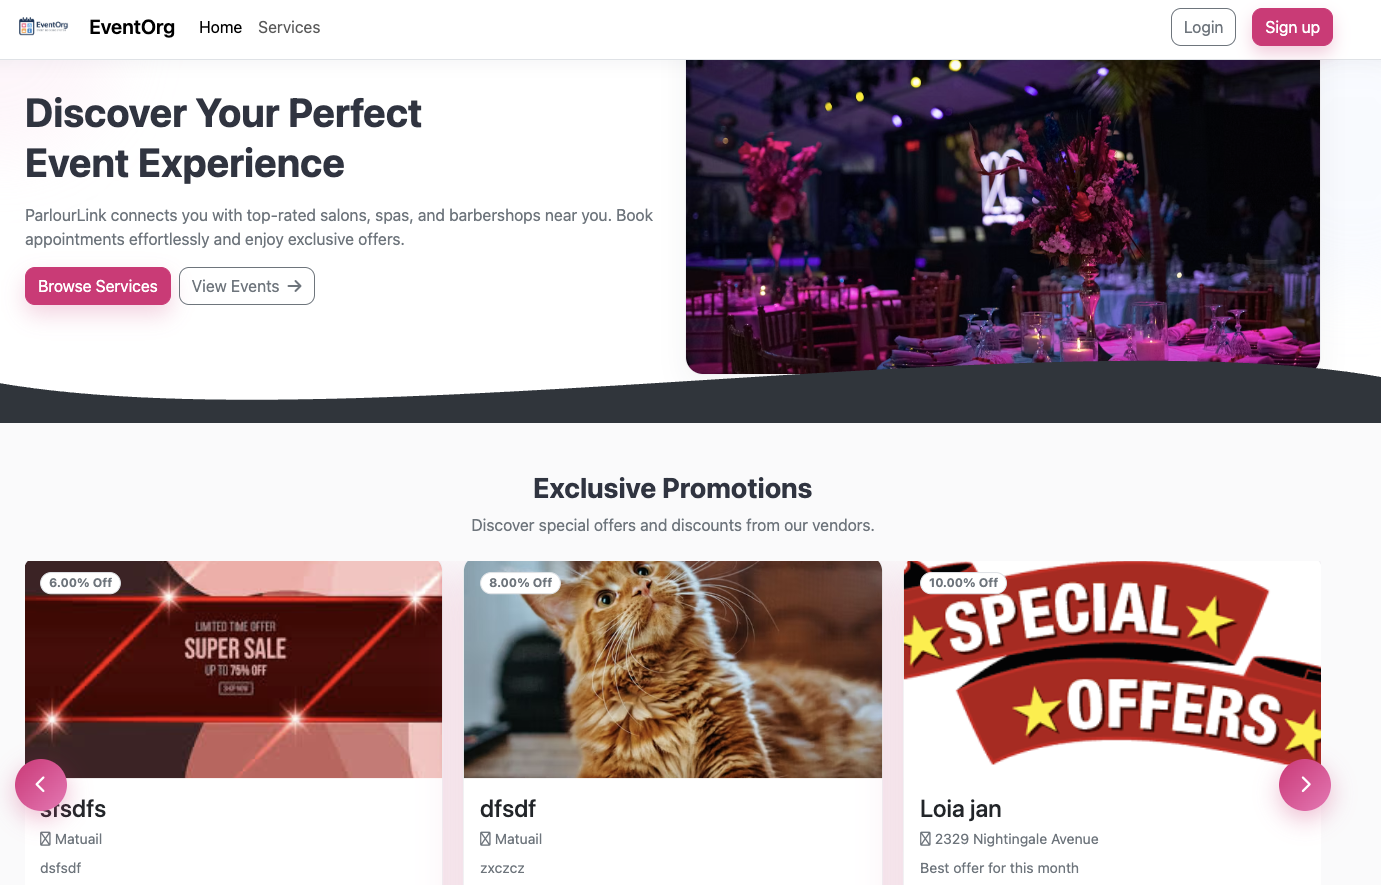 EventOrg
EventOrg Home Services Login Sign up
Discover Your Perfect
Event Experience
ParlourLink connects you with top-rated salons, spas, and barbershops near you. Book
appointments effortlessly and enjoy exclusive offers.
Browse Services View Events
Exclusive Promotions
Discover special offers and discounts from our vendors.
6.00% Off
LIMITED TIME OFFER
SUPER SALE
UP TO 75% OFF
SHOP NOW
sfsdfs
Matuail
dsfsdf
8.00% Off
dfsdf
Matuail
zxczcz
10.00% Off
SPECIAL
OFFERS
Loia jan
2329 Nightingale Avenue
Best offer for this month